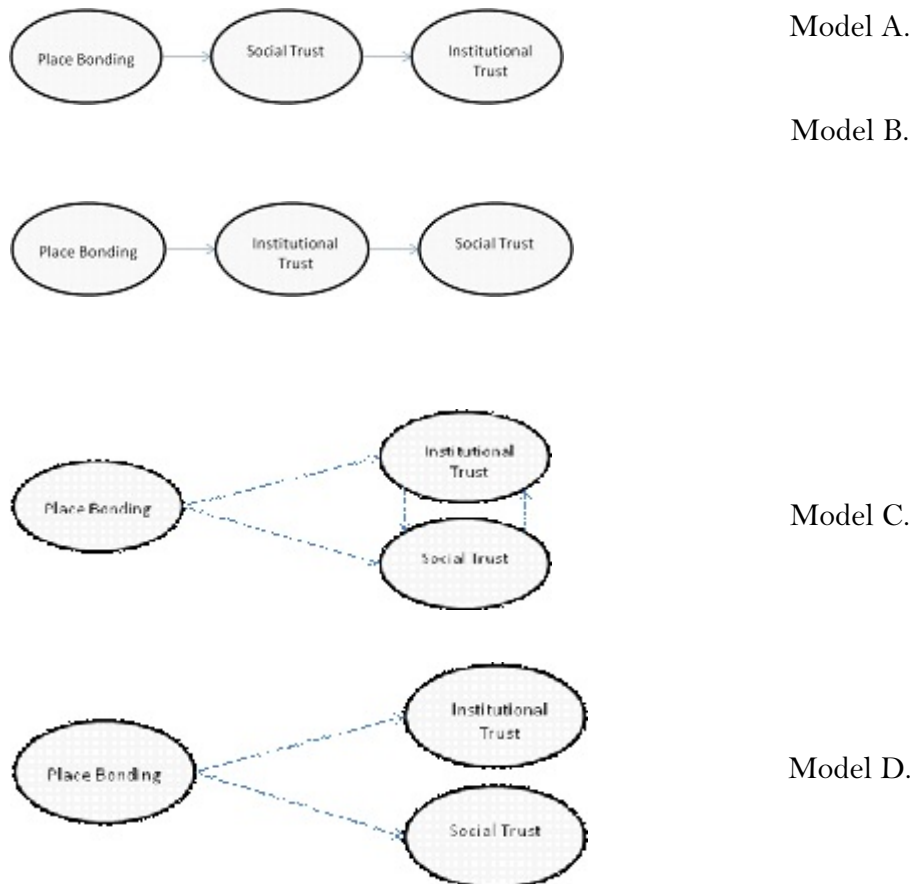 Place Bonding
Social Trust
Institutional
Trust
Model A.
Model B.
Place Bonding
Institutional
Trust
Social Trust
Institutional
Trust
Place Bonding
Social Trust
Model C.
Institutional
Trust
Place Bonding
Social Trust
Model D.